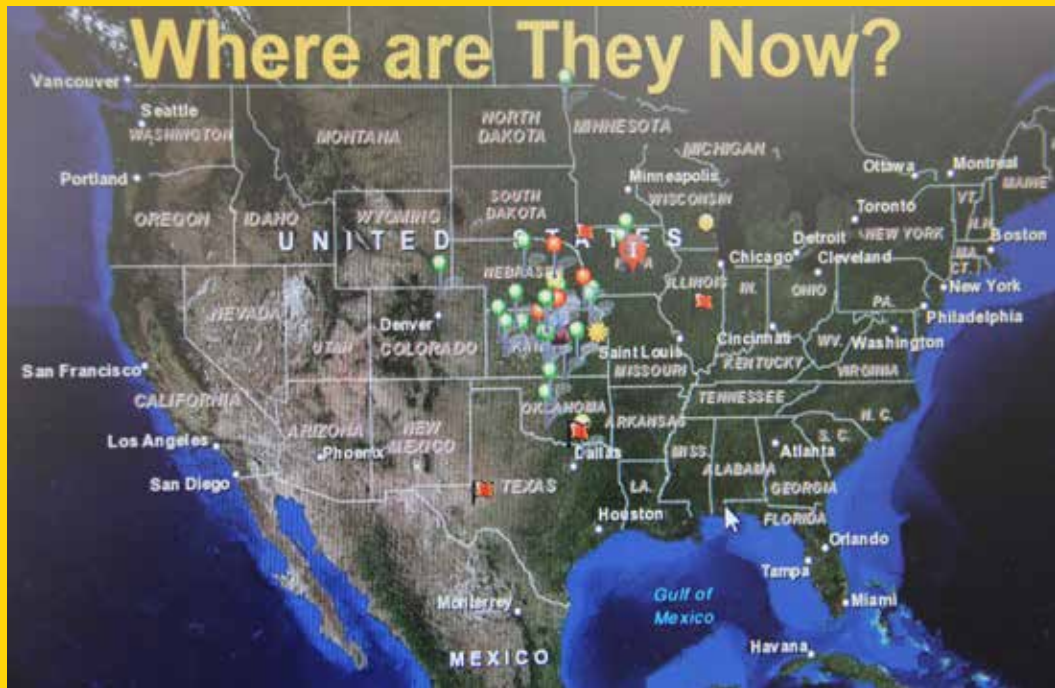 Where are They Now?
Vancouver
Seattle
WASHINGTON
MONTANA
NORTH
DAKOTA
MINNESOTA
MICHIGAN
Ottawa
Montreal
MAINE
Portland
OREGON
IDAHO
WYOMING
SOUTH
DAKOTA
Minneapolis
WISCONSIN
Toronto
NEW YORK
VT.
N.H.
Boston
MA.
CT.
UNITED STATES
Detroit
Chicago
Cleveland
New York
NEVADA
UTAH
Denver
COLORADO
ILLINOIS
IN.
OHIO
PA.
Philadelphia
San Francisco
CALIFORNIA
Saint Louis
MISSOURI
Cincinnati
KENTUCKY
WV.
Washington
VIRGINIA
Los Angeles
San Diego
ARIZONA
Phoenix
NEW
MEXICO
OKLAHOMA
ARKANSAS
TENNESSEE
N. C.
S. C.
Dallas
TEXAS
MISS.
ALABAMA
Atlanta
GEORGIA
LA.
Houston
FLORIDA
Orlando
Tampa
Miami
Gulf of
Mexico
Monterrey
MEXICO
Havana